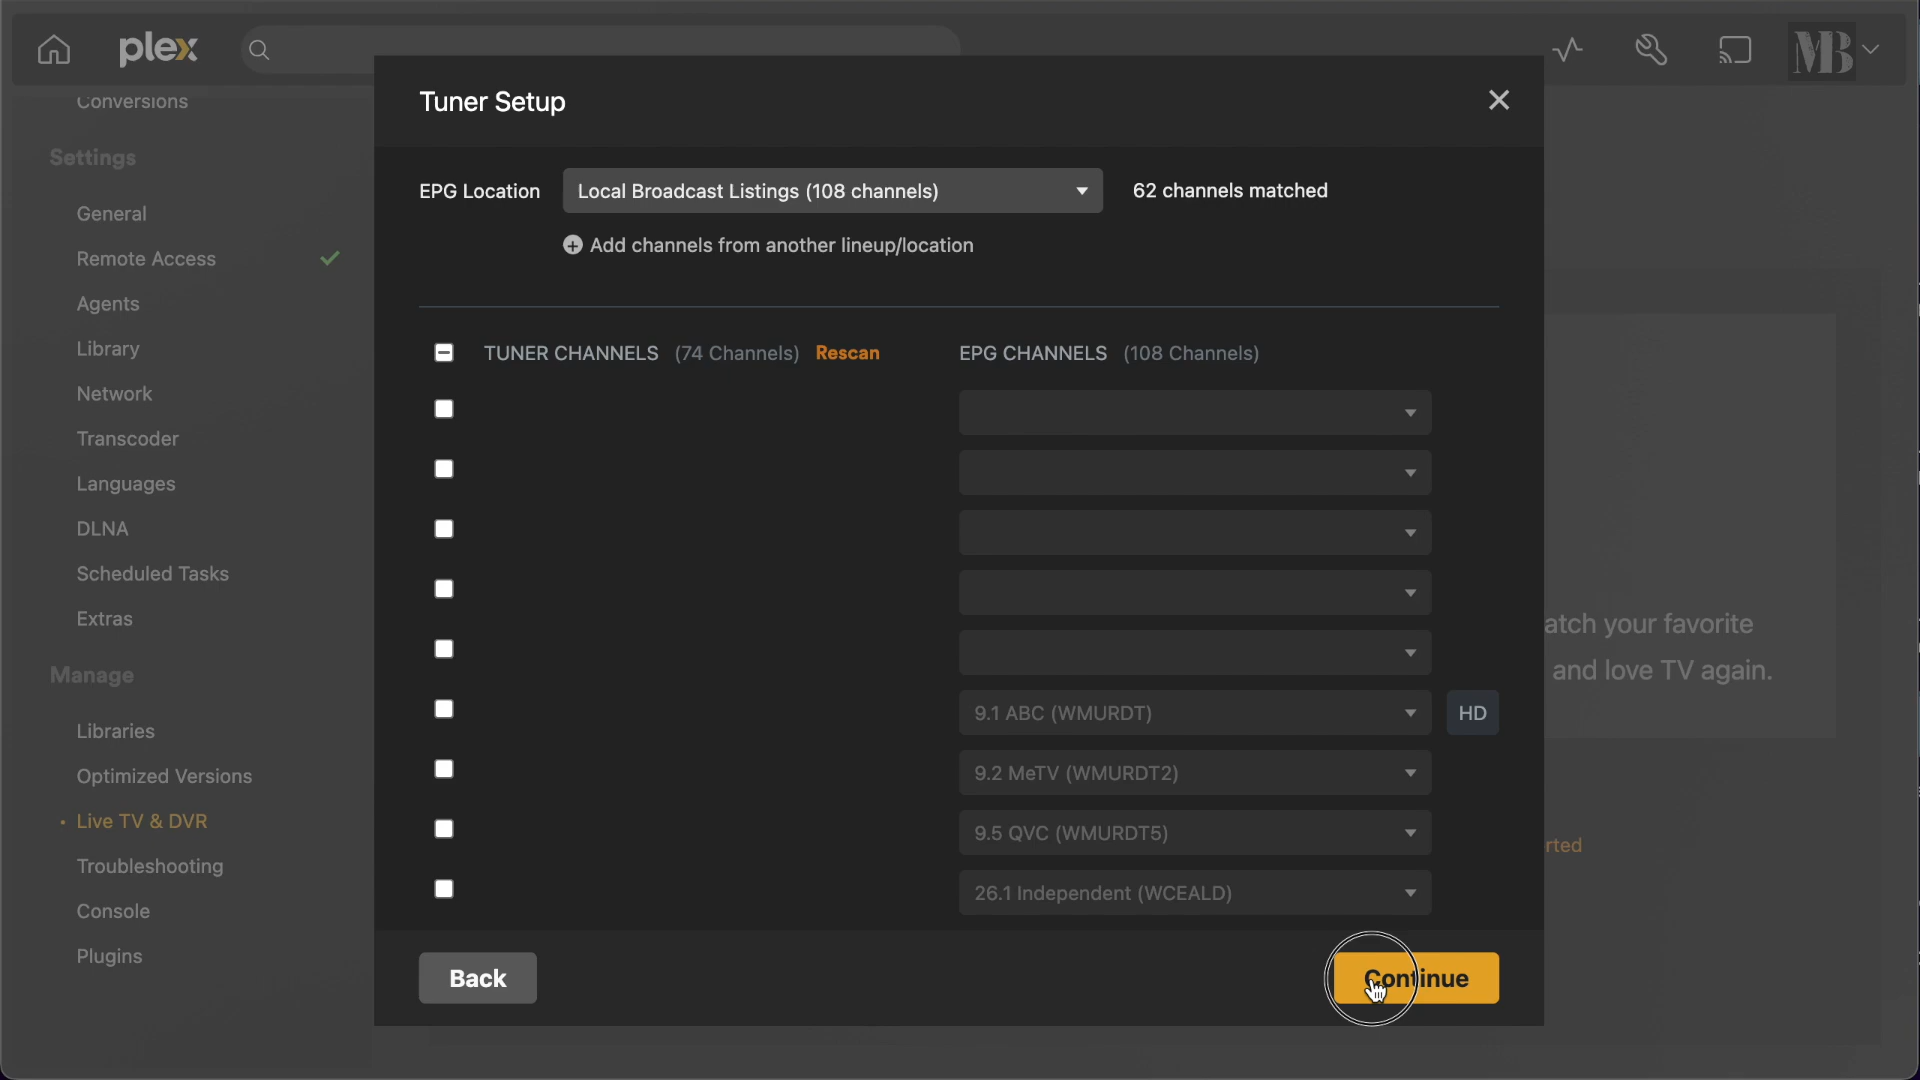 plex
MB
Conversions
Settings
General
Remote Access
Agents
Library
Network
Transcoder
Languages
DLNA
Scheduled Tasks
Extras
Manage
Libraries
Optimized Versions
Live TV & DVR
Troubleshooting
Console
Plugins
Tuner Setup
EPG Location
Local Broadcast Listings (108 channels)
62 channels matched
Add channels from another lineup/location
TUNER CHANNELS (74 Channels) Rescan
EPG CHANNELS (108 Channels)
9.1 ABC (WMURDT)
HD
9.2 MeTV (WMURDT2)
9.5 QVC (WMURDT5)
26.1 Independent (WCEALD)
Back
Continue
atch your favorite
and love TV again.
rted